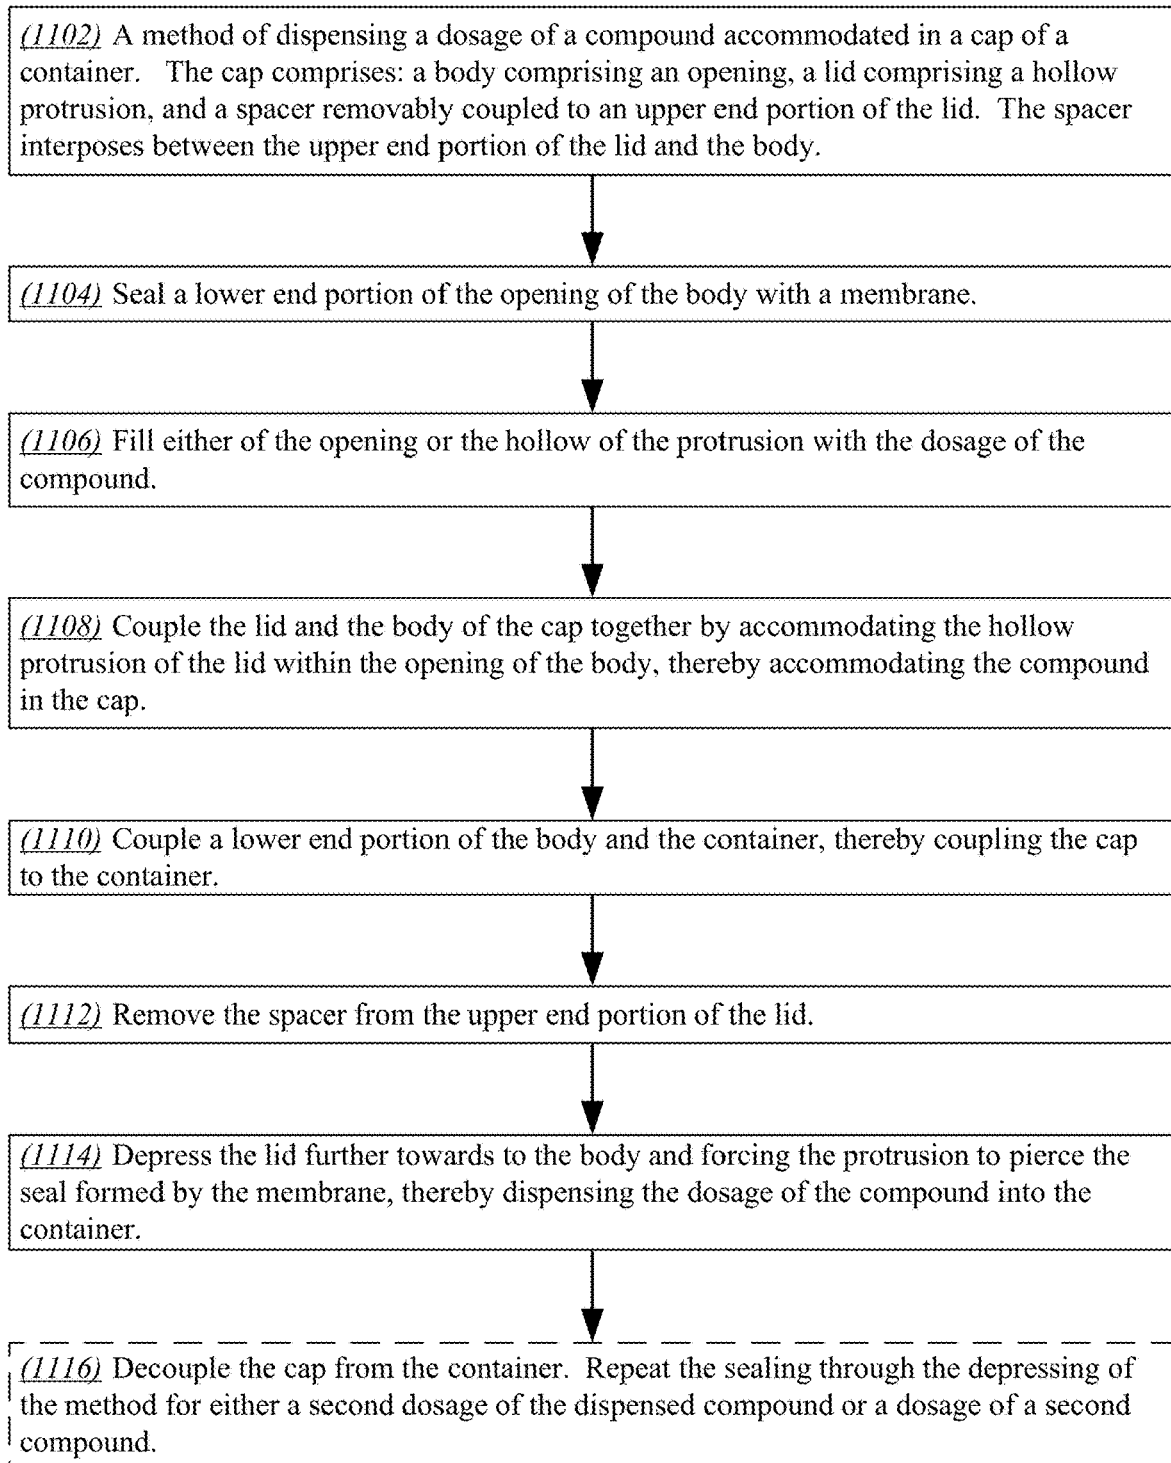 (1102) A method of dispensing a dosage of a compound accommodated in a cap of a
container. The cap comprises: a body comprising an opening, a lid comprising a hollow
protrusion, and a spacer removably coupled to an upper end portion of the lid. The spacer
interposes between the upper end portion of the lid and the body.
(1104) Seal a lower end portion of the opening of the body with a membrane.
(1106) Fill either of the opening or the hollow of the protrusion with the dosage of the
compound.
(1108) Couple the lid and the body of the cap together by accommodating the hollow
protrusion of the lid within the opening of the body, thereby accommodating the compound
in the cap.
(1110) Couple a lower end portion of the body and the container, thereby coupling the cap
to the container.
(1112) Remove the spacer from the upper end portion of the lid.
(1114) Depress the lid further towards to the body and forcing the protrusion to pierce the
seal formed by the membrane, thereby dispensing the dosage of the compound into the
container.
(1116) Decouple the cap from the container. Repeat the sealing through the depressing of
the method for either a second dosage of the dispensed compound or a dosage of a second
compound.